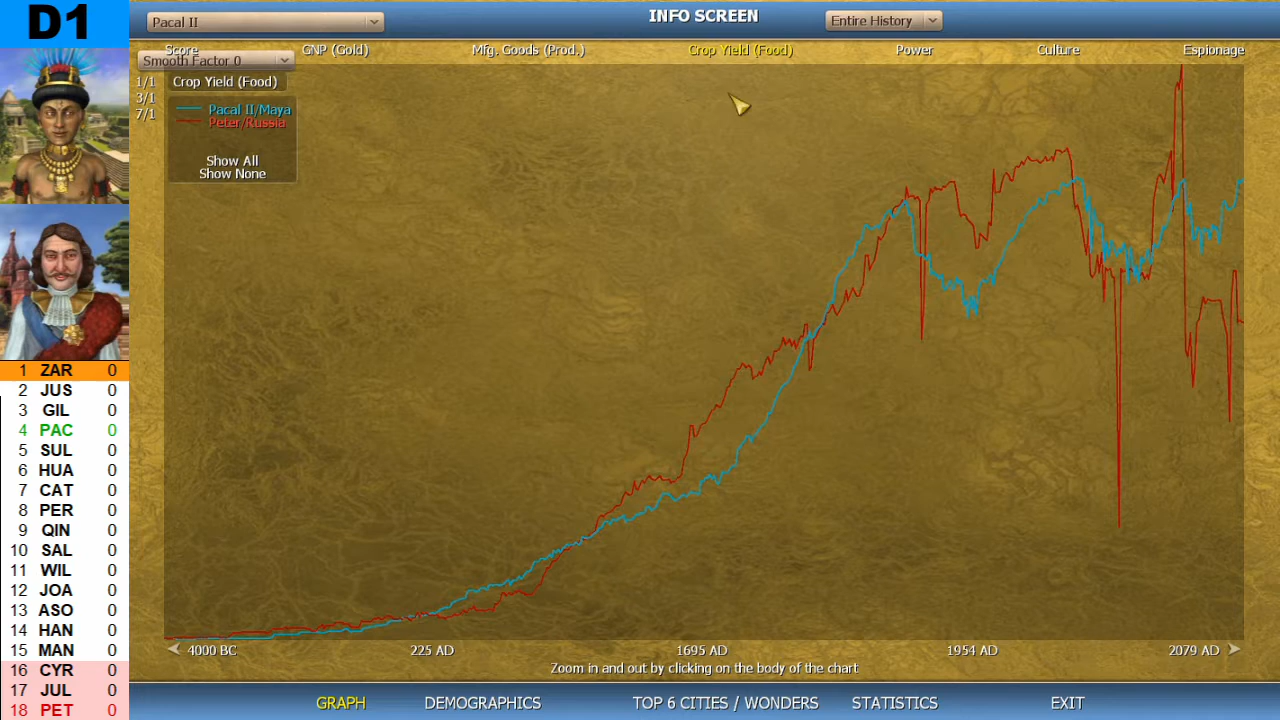 D1
Pacal II
INFO SCREEN
Entire History
Score GNP (Gold) Mfg. Goods (Prod.) Crop Yield (Food) Power Culture Espionage
Smooth Factor 0
1/1
3/1
7/1
Crop Yield (Food)
Pacal II/Maya
Peter/Russia
Show All
Show None
1 ZAR 0
2 JUS 0
3 GIL 0
4 PAC 0
5 SUL 0
6 HUA 0
7 CAT 0
8 PER 0
9 QIN 0
10 SAL 0
11 WIL 0
12 JOA 0
13 ASO 0
14 HAN 0
15 MAN 0
16 CYR 0
17 JUL 0
18 PET 0
4000 BC 225 AD 1695 AD 1954 AD 2079 AD
Zoom in and out by clicking on the body of the chart
GRAPH DEMOGRAPHICS TOP 6 CITIES / WONDERS STATISTICS EXIT